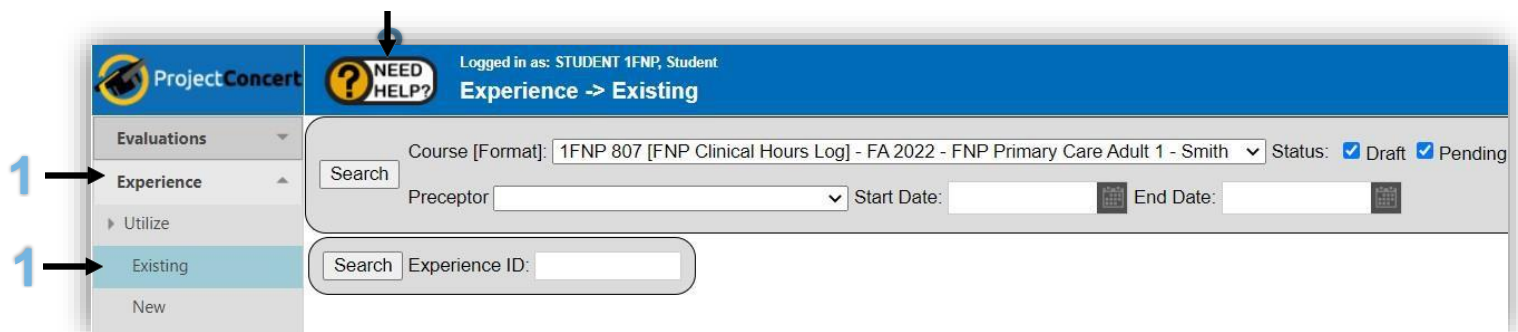 ProjectConcert
NEED HELP?
Logged in as: STUDENT 1FNP, Student
Experience -> Existing
Evaluations
1
Experience
Utilize
1
Existing
New
Search
Course [Format]: 1FNP 807 [FNP Clinical Hours Log] - FA 2022 - FNP Primary Care Adult 1 - Smith Status: Draft Pending
Preceptor Start Date: End Date:
Search Experience ID: